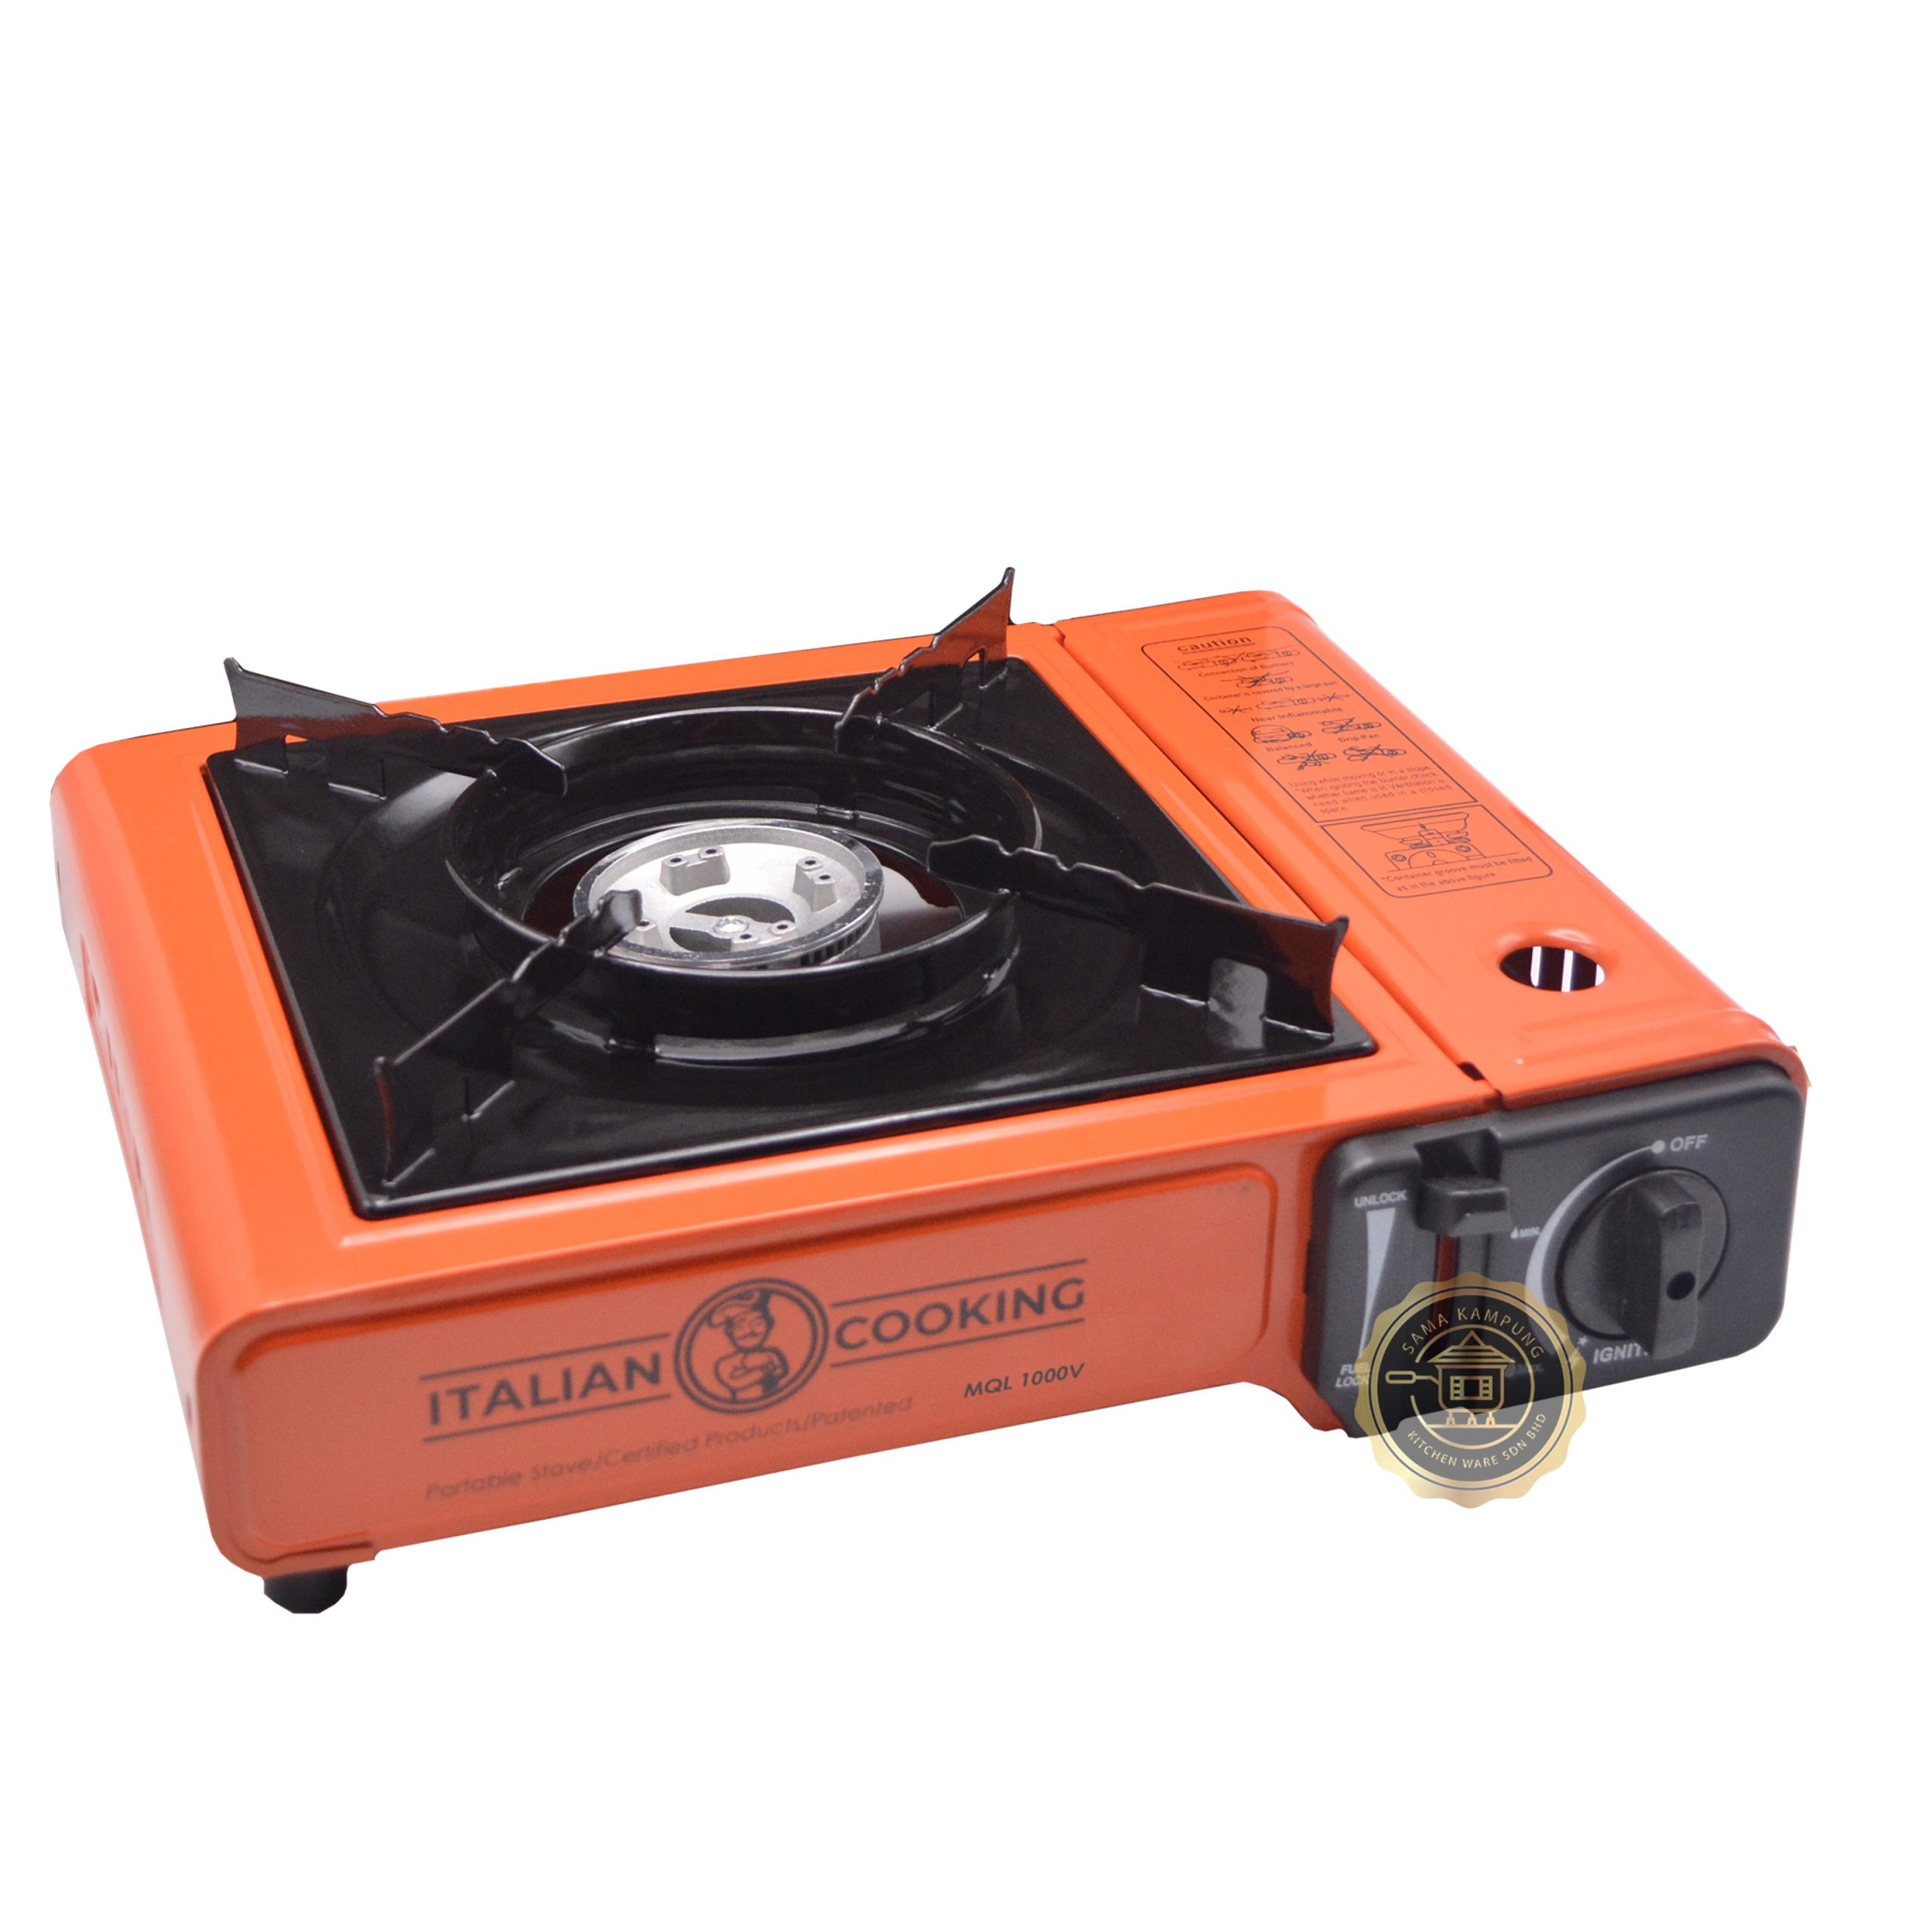 caution
Connection of Burners
Container is covered by a large pan
Near Inflammable
Balanced
Drip-Pan
Using while moving or in a slope
*When igniting the burner check
whether flame is lit Ventilation is
need when used in a closed
space
*Container groove must be fitted
as in the above figure
OFF
UNLOCK
MIN
FUEL
LOCK
ITALIAN COOKING
MQL 1000V
Portable Stove/Certified Products/Patented
SAMA KAMPUNG
KITCHEN WARE SDN BHD